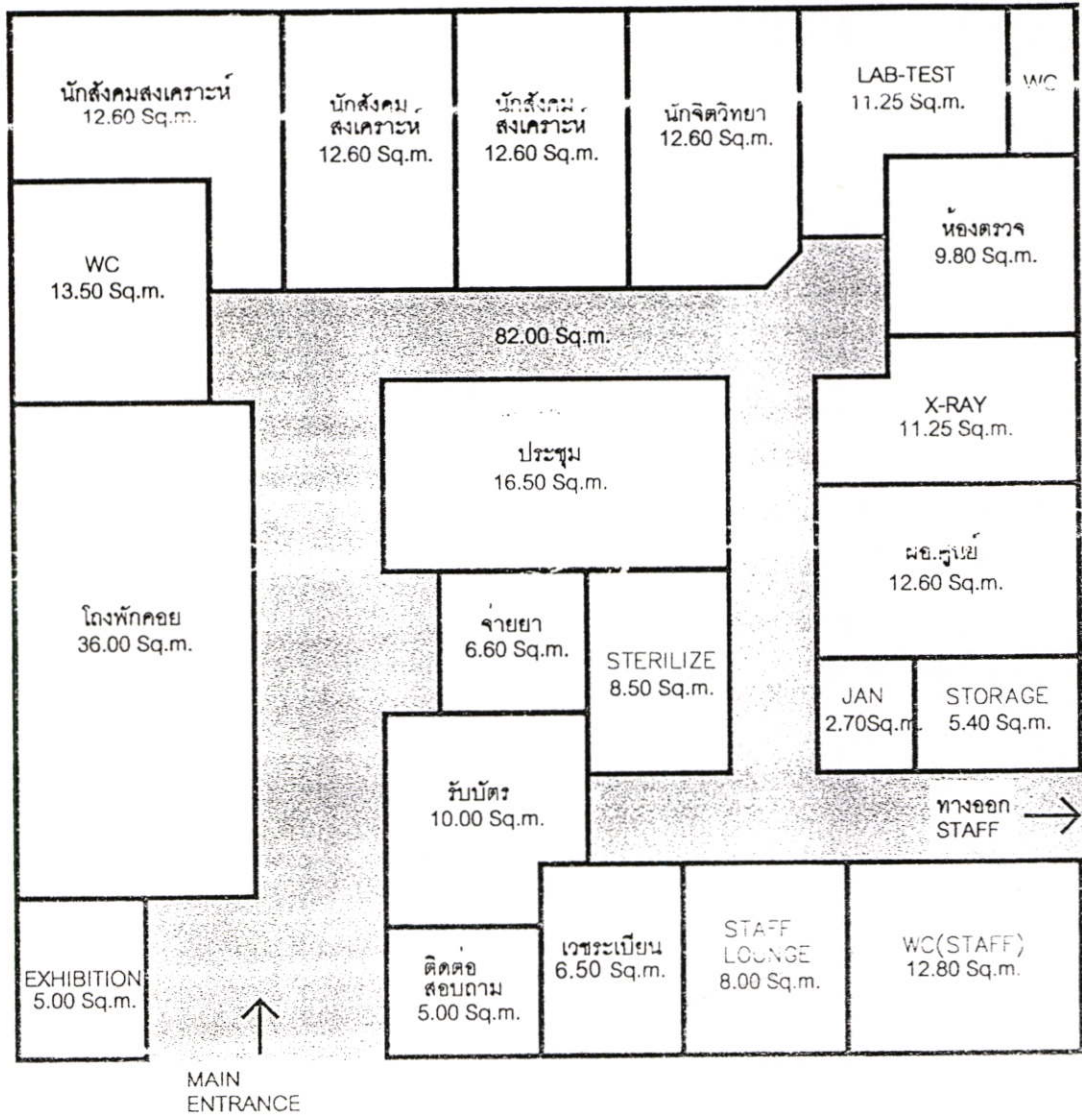 นักสังคมสงเคราะห์
12.60 Sq.m.
นักสังคม
สงเคราะห์
12.60 Sq.m.
นักสังคม
สงเคราะห์
12.60 Sq.m.
นักจิตวิทยา
12.60 Sq.m.
LAB-TEST
11.25 Sq.m.
WC
WC
13.50 Sq.m.
ห้องตรวจ
9.80 Sq.m.
82.00 Sq.m.
X-RAY
11.25 Sq.m.
ประชุม
16.50 Sq.m.
ผอ.ศูนย์
12.60 Sq.m.
โถงพักคอย
36.00 Sq.m.
จ่ายยา
6.60 Sq.m.
STERILIZE
8.50 Sq.m.
JAN
2.70Sq.m.
STORAGE
5.40 Sq.m.
รับบัตร
10.00 Sq.m.
ทางออก
STAFF
EXHIBITION
5.00 Sq.m.
ติดต่อ
สอบถาม
5.00 Sq.m.
เวชระเบียน
6.50 Sq.m.
STAFF
LOUNGE
8.00 Sq.m.
WC(STAFF)
12.80 Sq.m.
MAIN
ENTRANCE